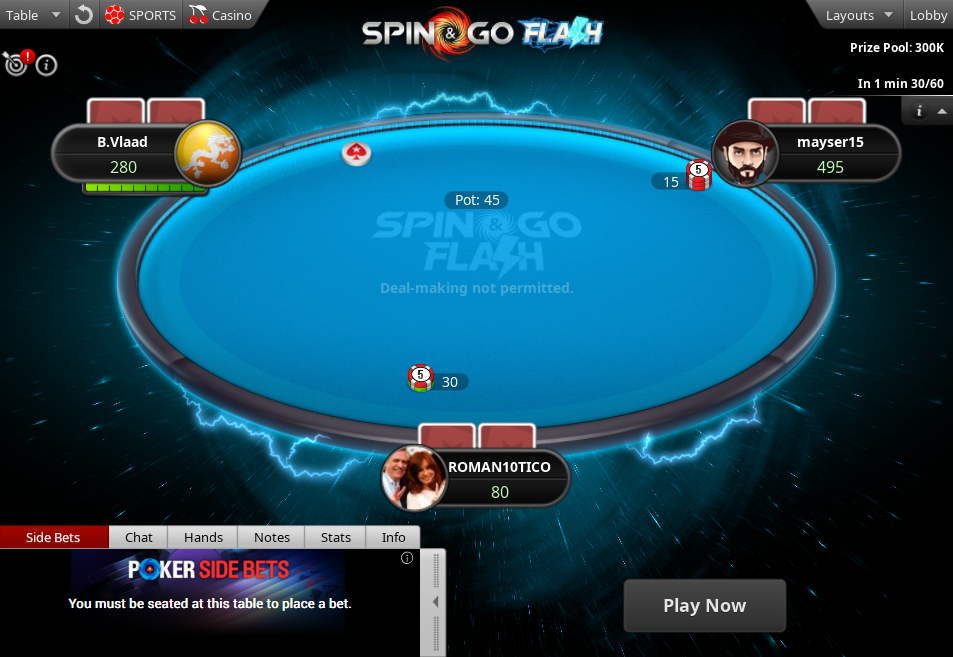 Table
SPORTS
Casino
SPIN&GO FLASH
Layouts
Lobby
Prize Pool: 300K
In 1 min 30/60
!
i
i
B.Vlaad
280
mayser15
495
5
15
Pot: 45
SPIN&GO
FLASH
Deal-making not permitted.
5
30
ROMAN10TICO
80
Side Bets
Chat
Hands
Notes
Stats
Info
POKER SIDE BETS
i
You must be seated at this table to place a bet.
Play Now